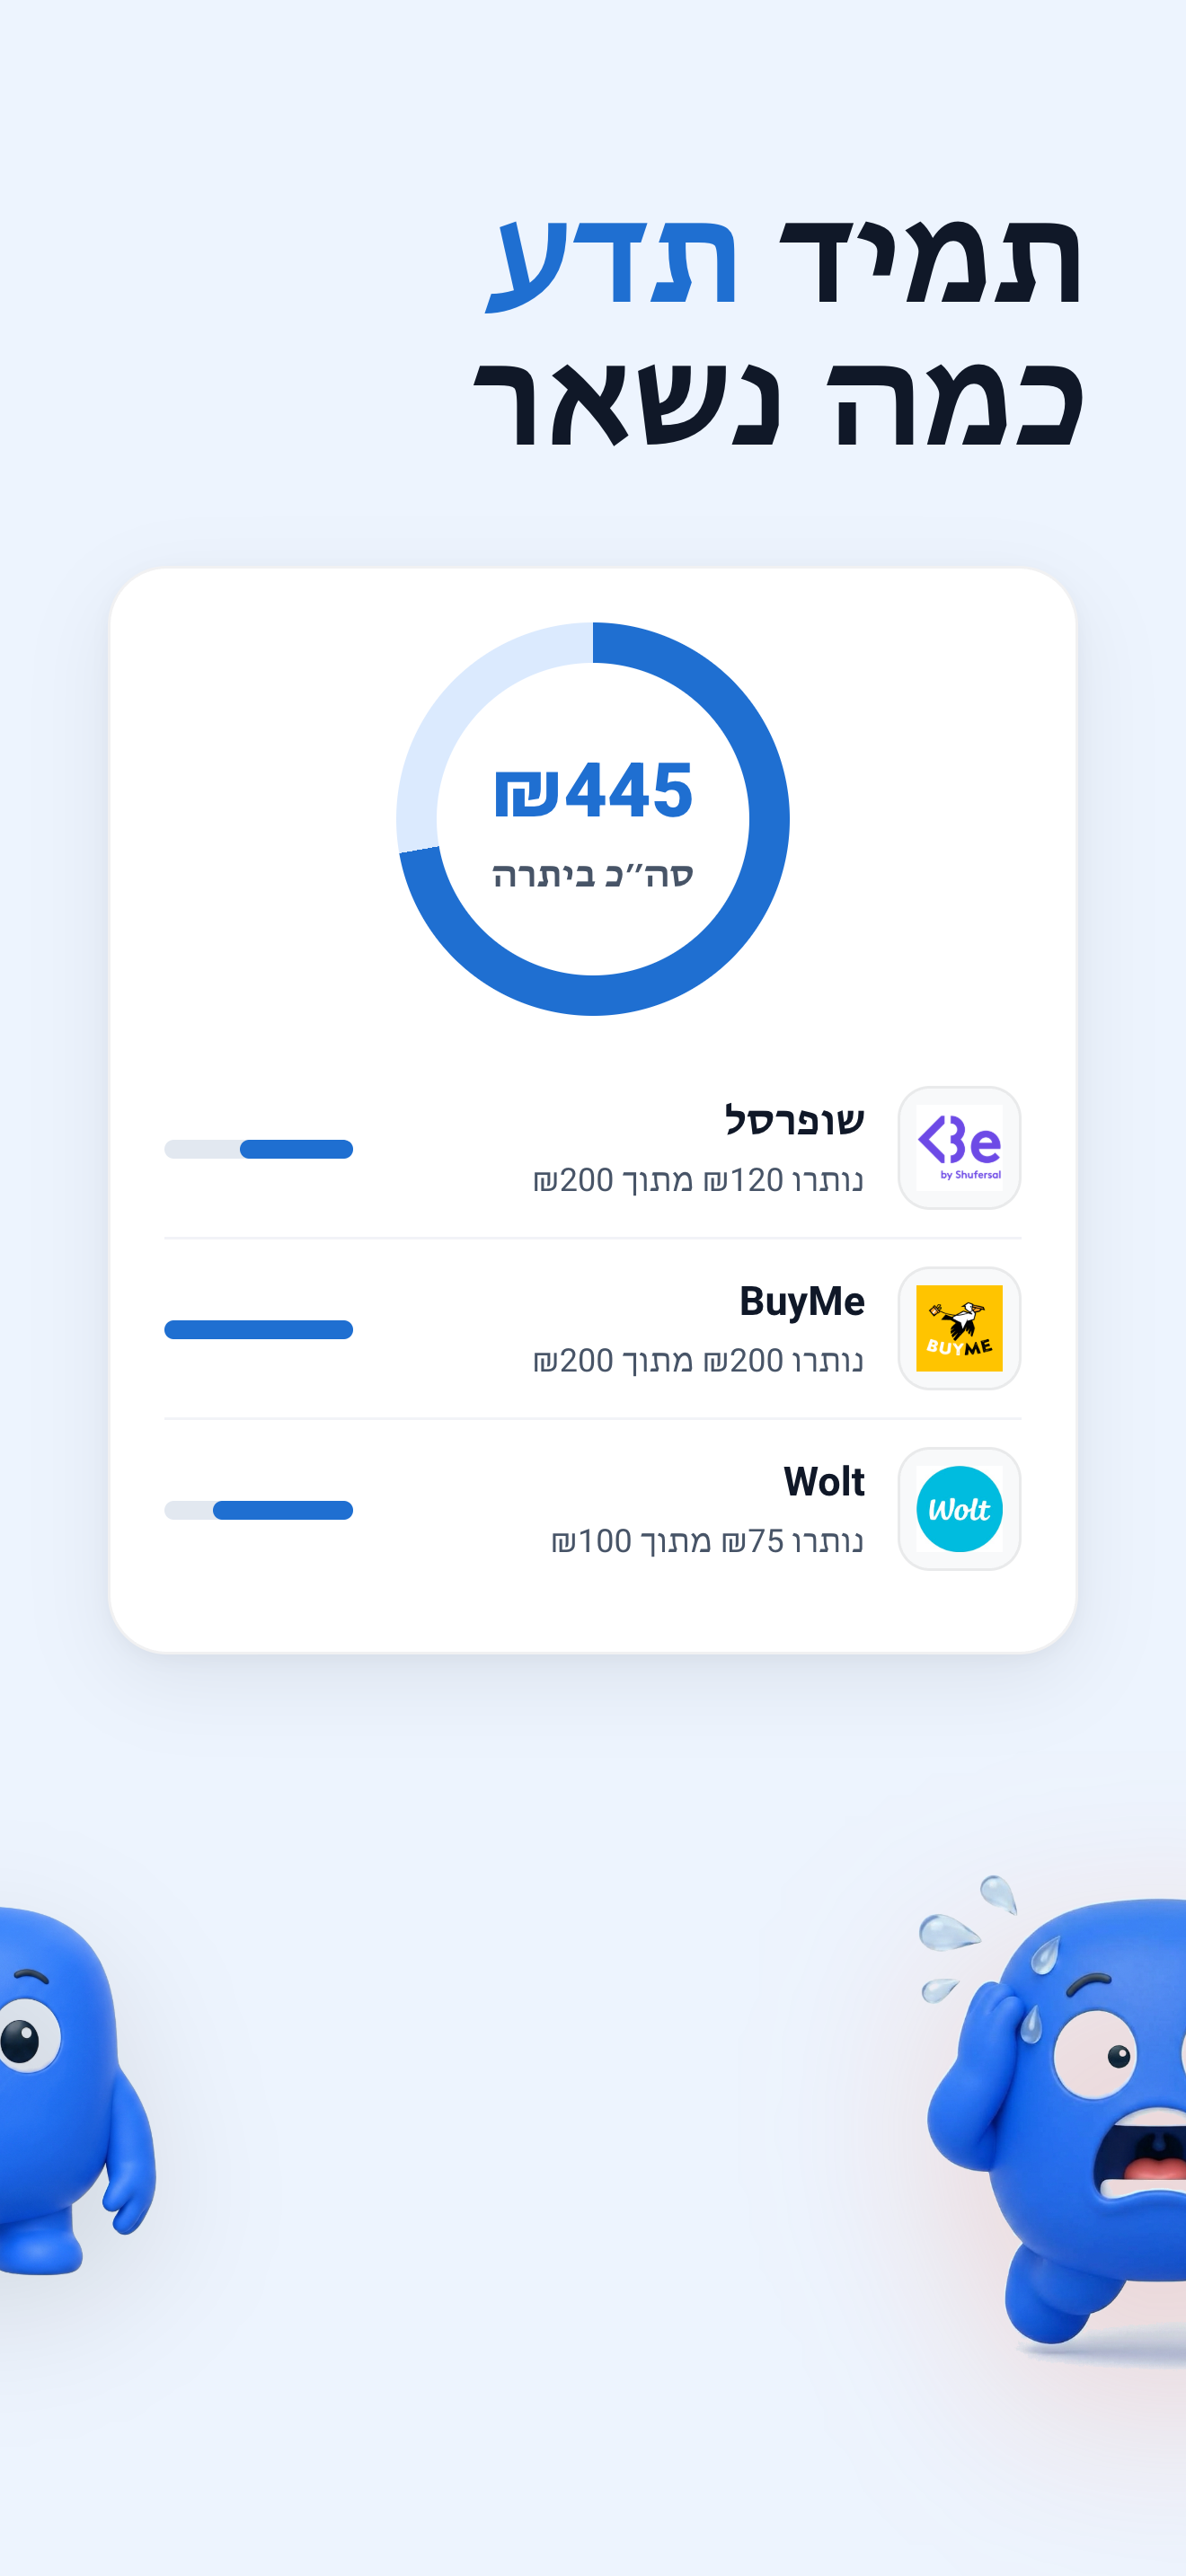 תמיד תדע
כמה נשאר
₪445
סה״כ ביתרה
Be
by Shufersal
שופרסל
נותרו ₪120 מתוך ₪200
BUYME
BuyMe
נותרו ₪200 מתוך ₪200
Wolt
Wolt
נותרו ₪75 מתוך ₪100